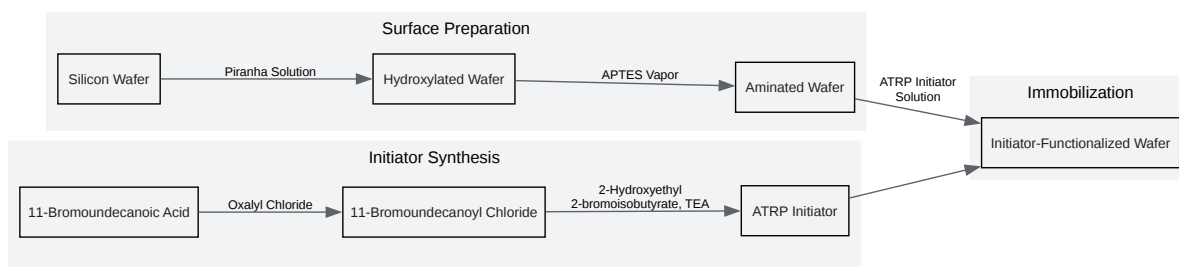 Surface Preparation
Silicon Wafer
Piranha Solution
Hydroxylated Wafer
APTES Vapor
Aminated Wafer
ATRP Initiator
Solution
Immobilization
Initiator-Functionalized Wafer
Initiator Synthesis
11-Bromoundecanoic Acid
Oxalyl Chloride
11-Bromoundecanoyl Chloride
2-Hydroxyethyl
2-bromoisobutyrate, TEA
ATRP Initiator